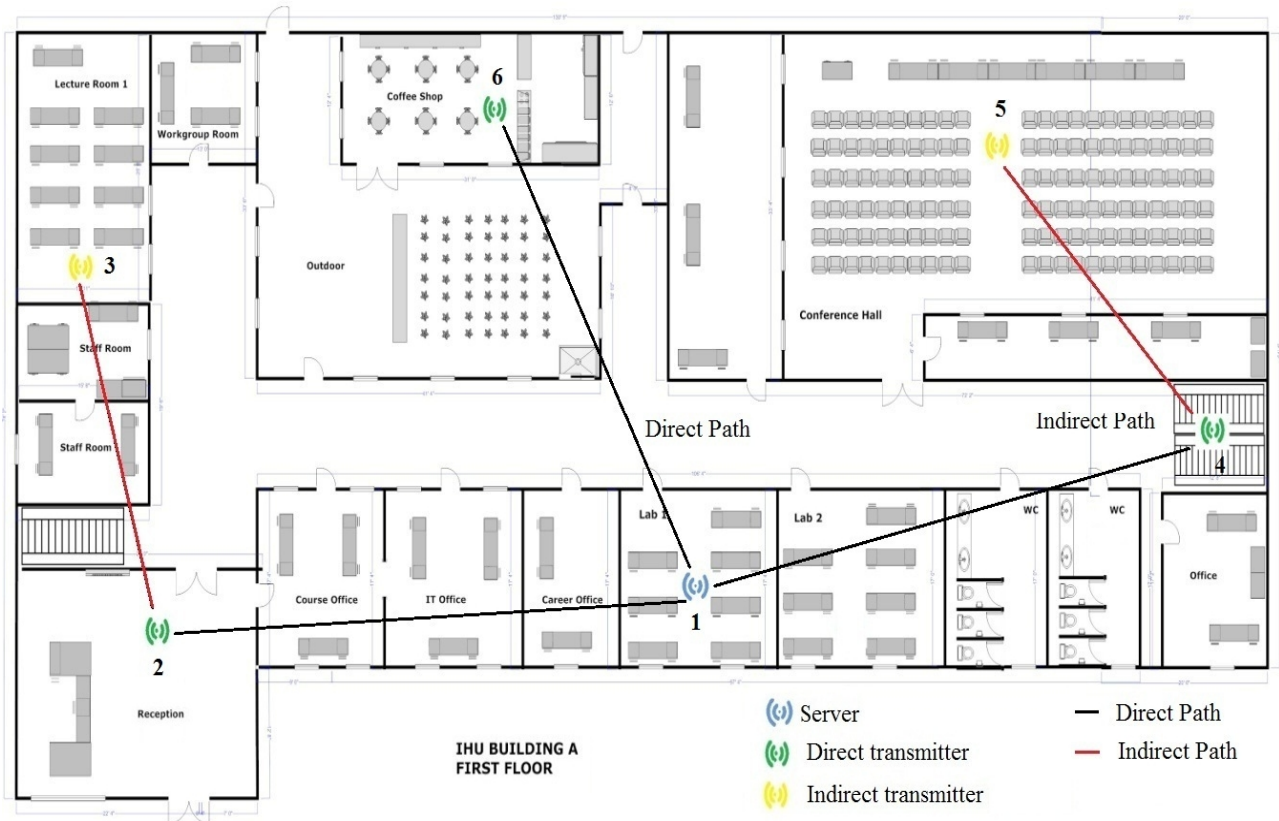 Lecture Room 1
Workgroup Room
Coffee Shop
6
5
3
Outdoor
Conference Hall
Staff Room
Staff Room
Direct Path
Indirect Path
4
Lab 1
Lab 2
WC
WC
Course Office
IT Office
Career Office
Office
1
2
Reception
IHU BUILDING A
FIRST FLOOR
Server
Direct transmitter
Indirect transmitter
Direct Path
Indirect Path